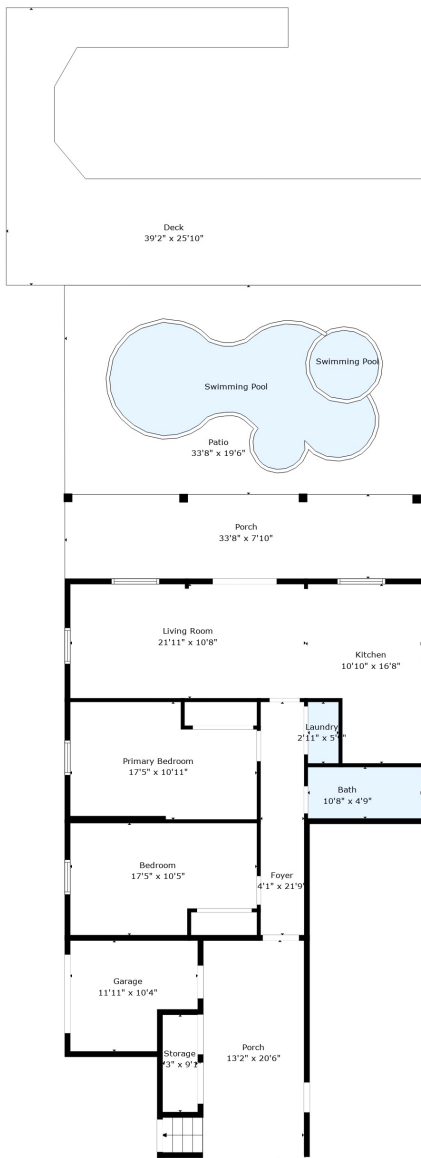 Deck
39'2" x 25'10"
Swimming Pool
Swimming Pool
Patio
33'8" x 19'6"
Porch
33'8" x 7'10"
Living Room
21'11" x 10'8"
Kitchen
10'10" x 16'8"
Laundry
2'11" x
Primary Bedroom
17'5" x 10'11"
Bath
10'8" x 4'9"
Bedroom
17'5" x 10'5"
Foyer
4'1" x 21'9"
Garage
11'11" x 10'4"
Storage
Porch
13'2" x 20'6"